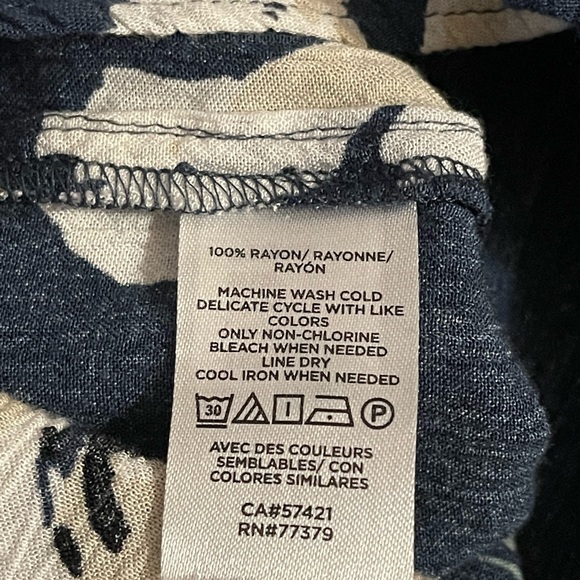 100% RAYON/ RAYONNE/
RAYÓN
MACHINE WASH COLD
DELICATE CYCLE WITH LIKE
COLORS
ONLY NON-CHLORINE
BLEACH WHEN NEEDED
LINE DRY
COOL IRON WHEN NEEDED
30 P
AVEC DES COULEURS
SEMBLABLES/ CON
COLORES SIMILARES
CA#57421
RN#77379